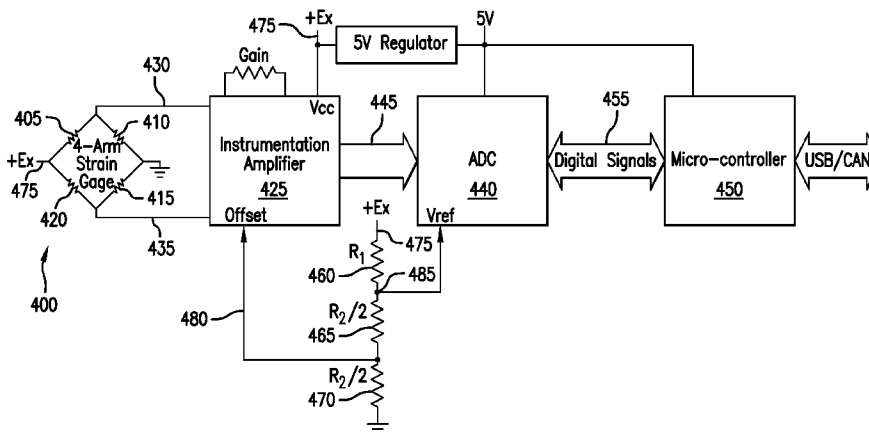 475
+Ex
5V
5V Regulator
Gain
430
Vcc
405
410
4-Arm
Strain
Gage
+Ex
475
415
420
435
400
Instrumentation
Amplifier
425
Offset
445
ADC
440
Vref
455
Digital Signals
Micro-controller
450
USB/CAN
+Ex
475
R1
460
485
R2/2
465
480
R2/2
470